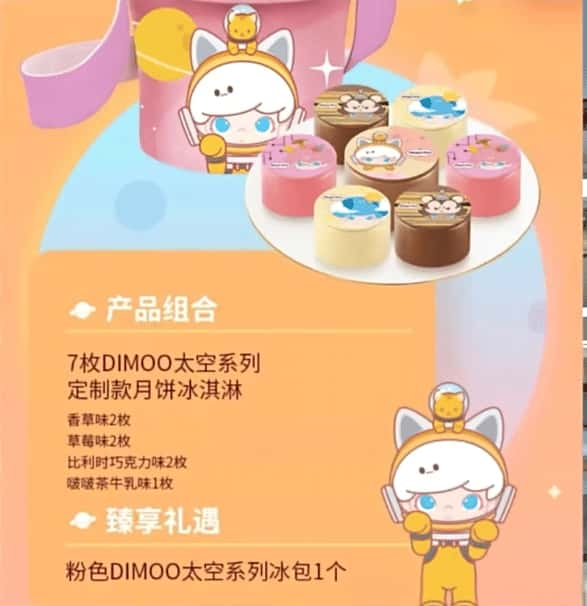 产品组合
7枚DIMOO太空系列
定制款月饼冰淇淋
香草味2枚
草莓味2枚
比利时巧克力味2枚
啵啵茶牛乳味1枚
臻享礼遇
粉色DIMOO太空系列冰包1个